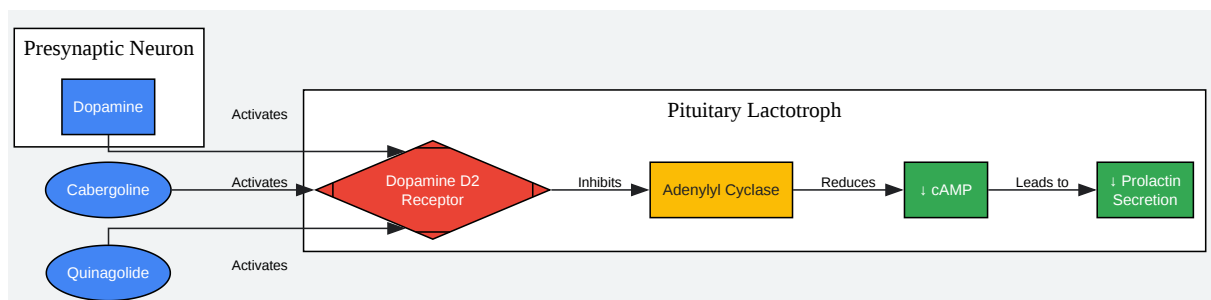 Presynaptic Neuron
Dopamine
Activates
Pituitary Lactotroph
Cabergoline
Activates
Dopamine D2
Receptor
Inhibits
Adenylyl Cyclase
Reduces
↓ cAMP
Leads to
↓ Prolactin
Secretion
Quinagolide
Activates